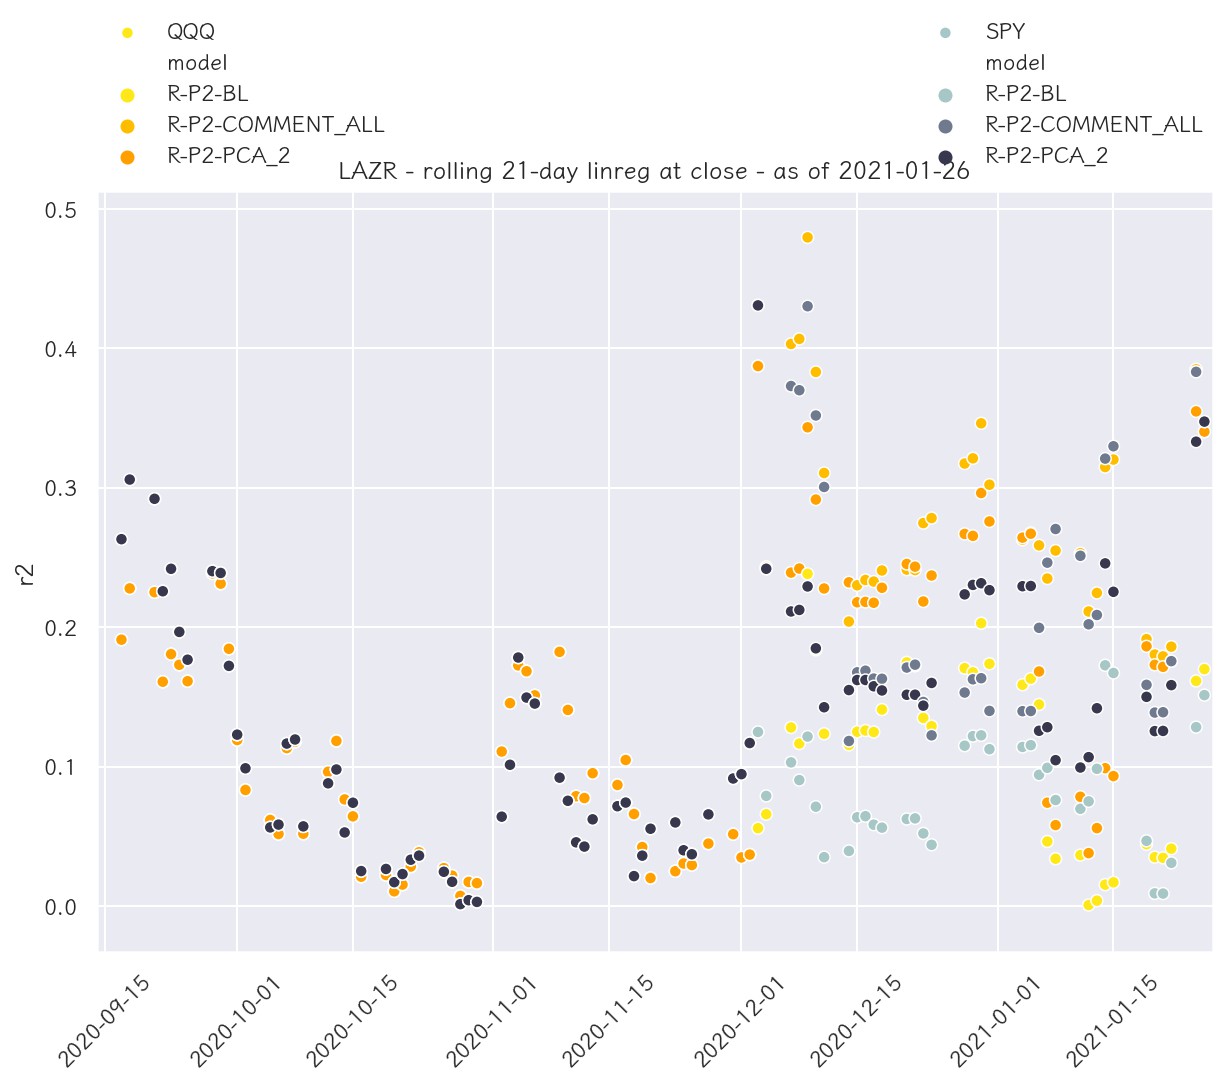 QQQ
model
R-P2-BL
R-P2-COMMENT_ALL
R-P2-PCA_2
SPY
model
R-P2-BL
R-P2-COMMENT_ALL
R-P2-PCA_2
LAZR - rolling 21-day linreg at close - as of 2021-01-26
0.5
0.4
0.3
0.2
0.1
0.0
r2
2020-09-15
2020-10-01
2020-10-15
2020-11-01
2020-11-15
2020-12-01
2020-12-15
2021-01-01
2021-01-15